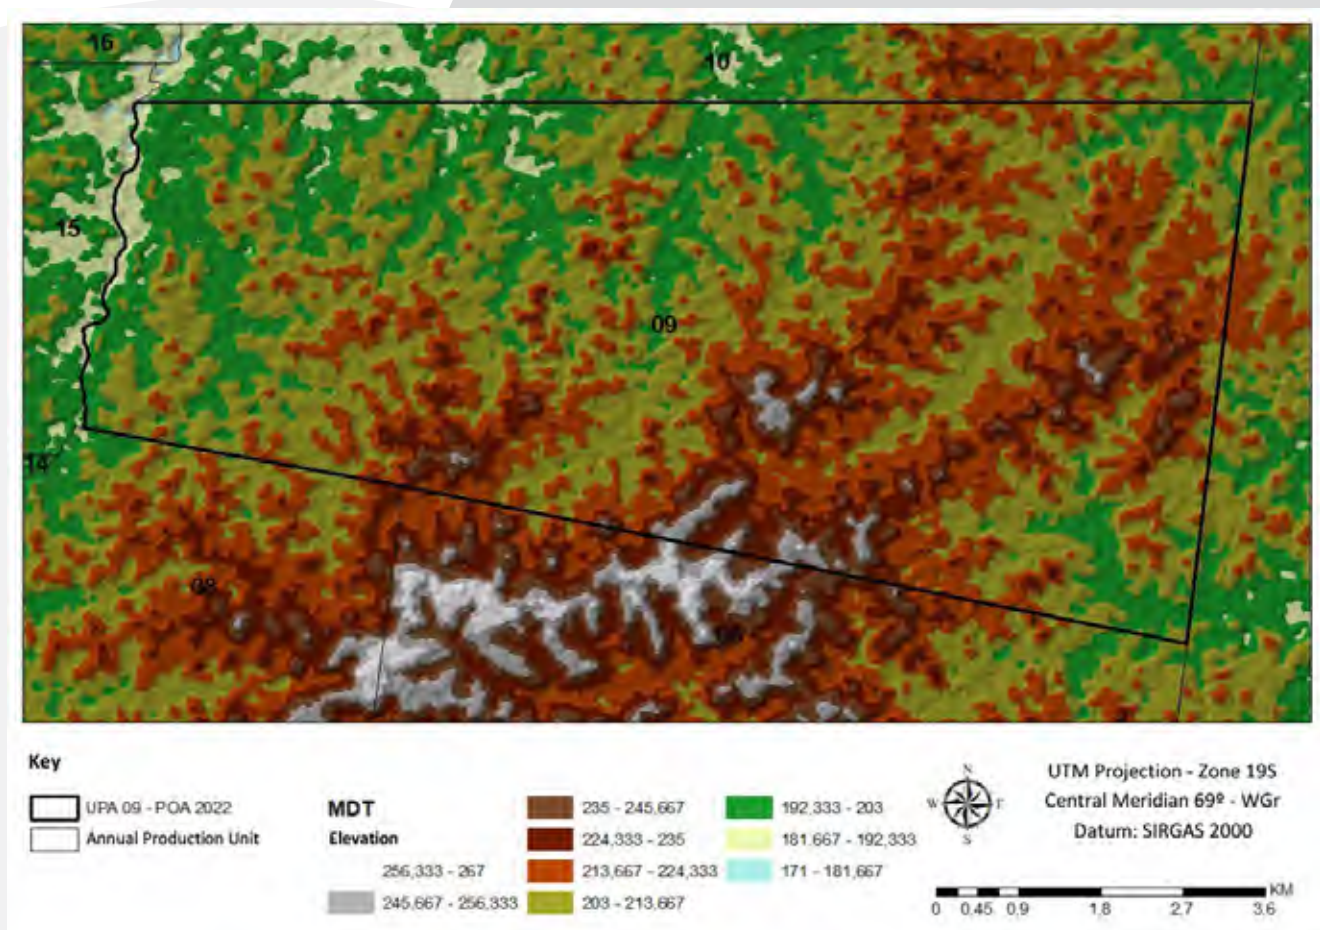 16
10
15
09
14
08
06
Key
UPA 09 - POA 2022
Annual Production Unit
MDT
Elevation
256,333 - 267
245,667 - 256,333
235 - 245,667
224,333 - 235
213,667 - 224,333
203 - 213,667
192,333 - 203
181,667 - 192,333
171 - 181,667
N
W
S
UTM Projection - Zone 19S
Central Meridian 69º - WGr
Datum: SIRGAS 2000
KM
0 0.45 0.9 1.8 2.7 3.6